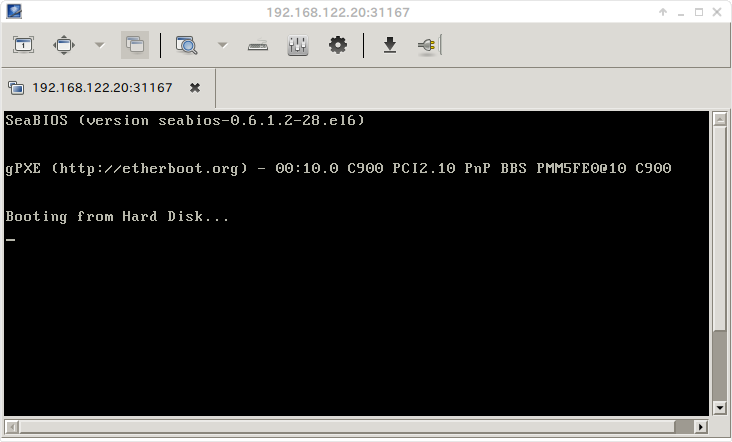 192.168.122.20:31167
1
192.168.122.20:31167
SeaBIOS (version seabios-0.6.1.2-28.el6)
gPXE (http://etherboot.org) - 00:10.0 C900 PCI2.10 PnP BBS PMM5FE0@10 C900
Booting from Hard Disk...